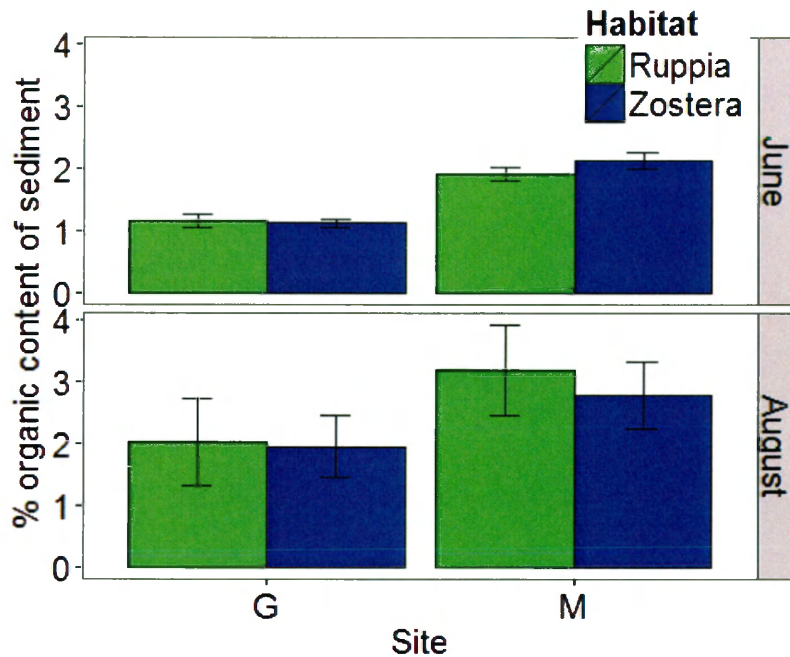 Habitat
Ruppia
Zostera
% organic content of sediment
4
3
2
1
0
June
4
3
2
1
0
August
G
M
Site